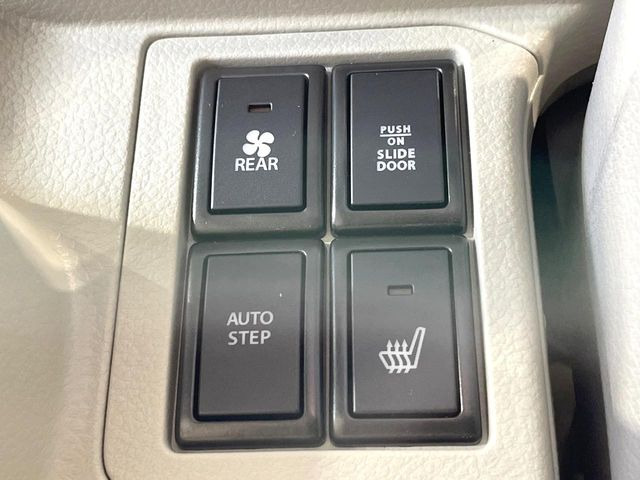 REAR
PUSH
ON
SLIDE
DOOR
AUTO
STEP